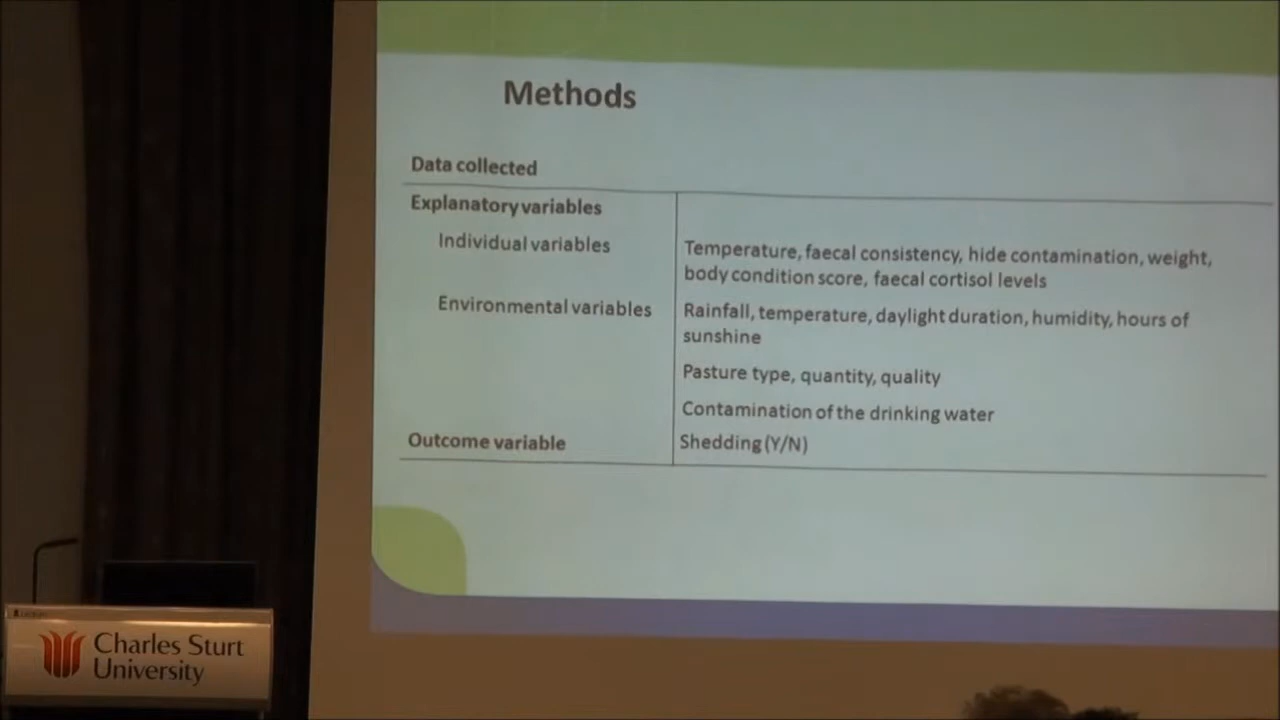 Methods
Data collected
Explanatory variables
Individual variables
Temperature, faecal consistency, hide contamination, weight,
body condition score, faecal cortisol levels
Environmental variables
Rainfall, temperature, daylight duration, humidity, hours of
sunshine
Pasture type, quantity, quality
Contamination of the drinking water
Outcome variable
Shedding (Y/N)
Charles Sturt
University